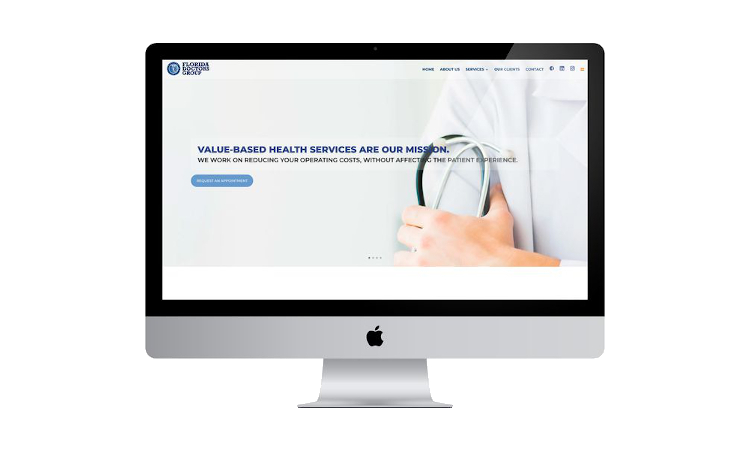 FLORIDA
DOCTORS
GROUP
HOME ABOUT US SERVICES OUR CLIENTS CONTACT
VALUE-BASED HEALTH SERVICES ARE OUR MISSION.
WE WORK ON REDUCING YOUR OPERATING COSTS, WITHOUT AFFECTING THE PATIENT EXPERIENCE.
REQUEST AN APPOINTMENT